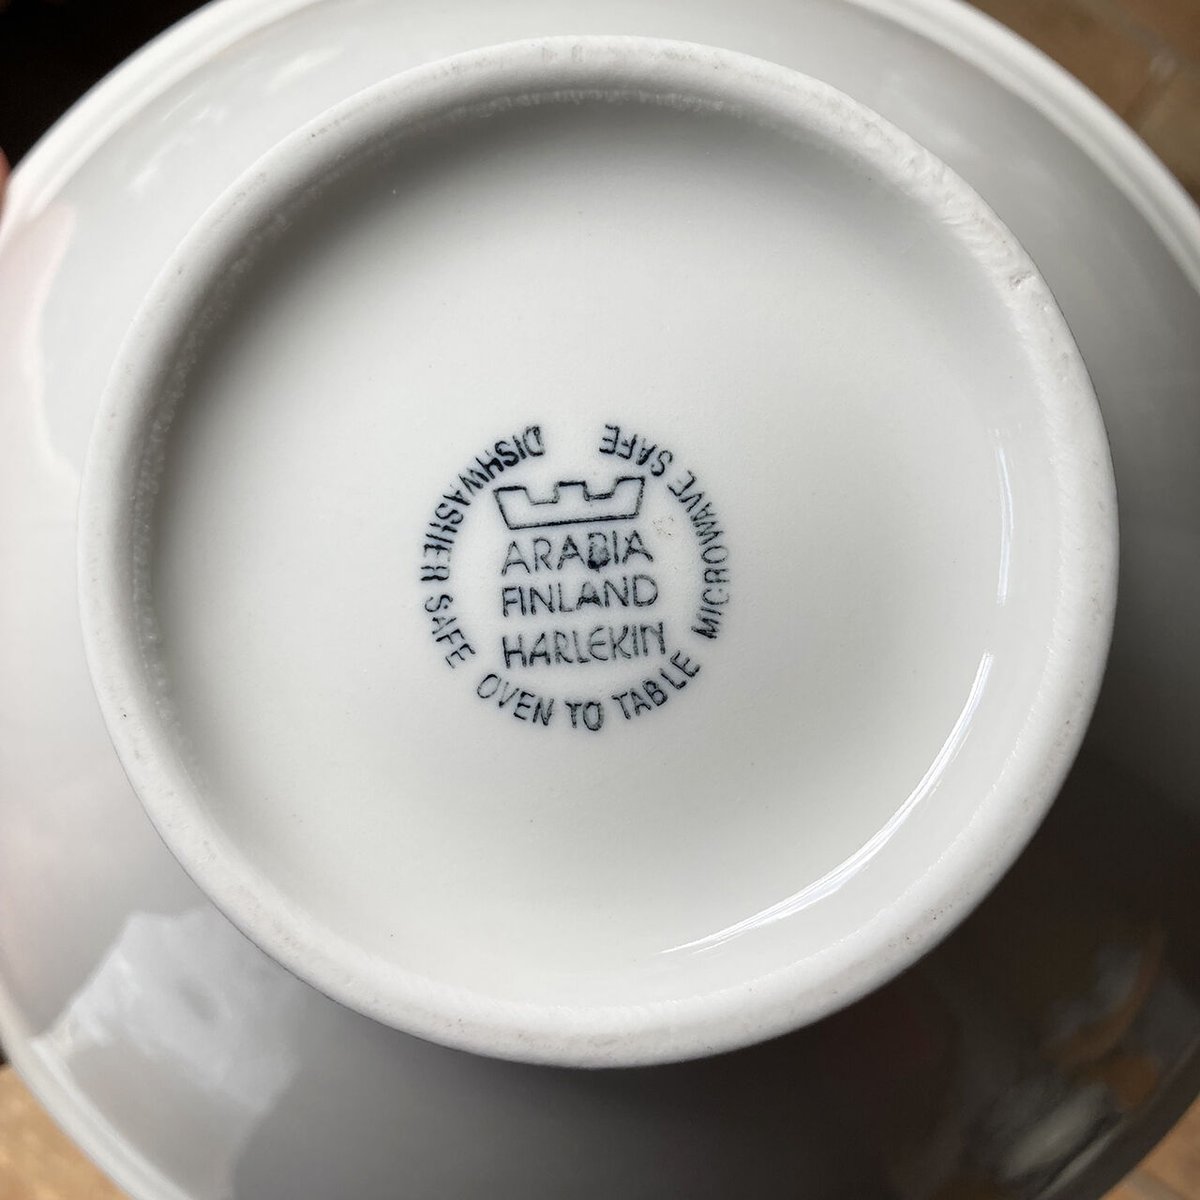 ARABIA
FINLAND
HARLEKIN
DISHWASHER SAFE OVEN TO TABLE MICROWAVE SAFE